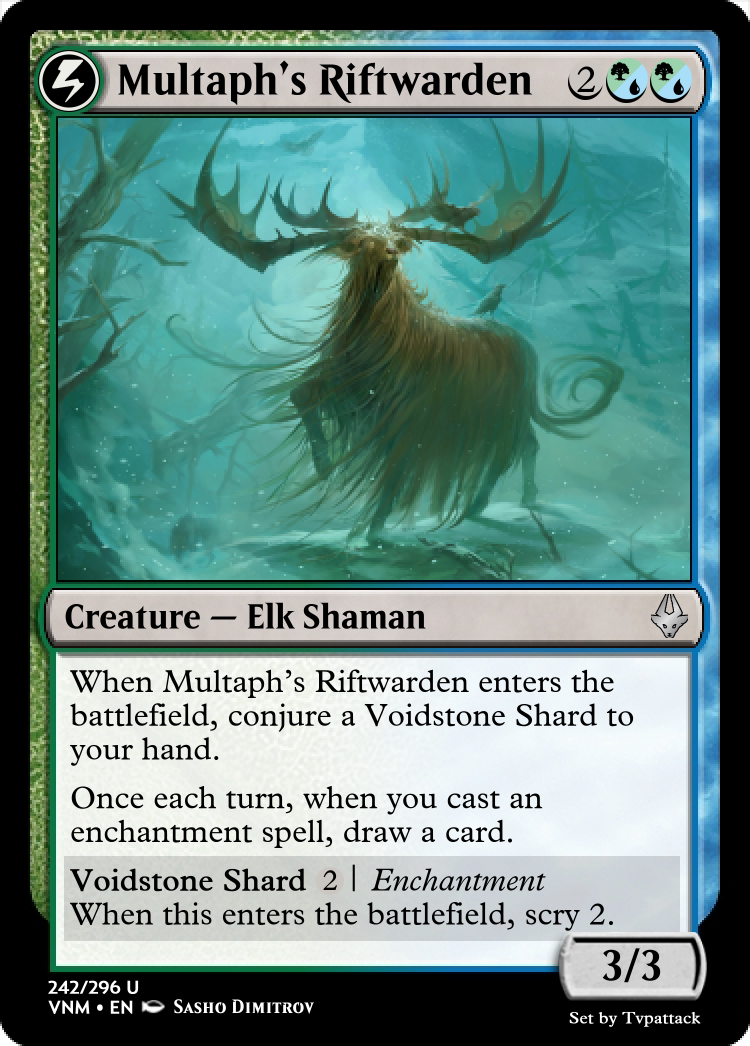 Multaph's Riftwarden 2
Creature — Elk Shaman
When Multaph's Riftwarden enters the
battlefield, conjure a Voidstone Shard to
your hand.
Once each turn, when you cast an
enchantment spell, draw a card.
Voidstone Shard 2 | Enchantment
When this enters the battlefield, scry 2.
3/3
242/296 U
VNM • EN Sasho Dimitrov
Set by Tvpattack